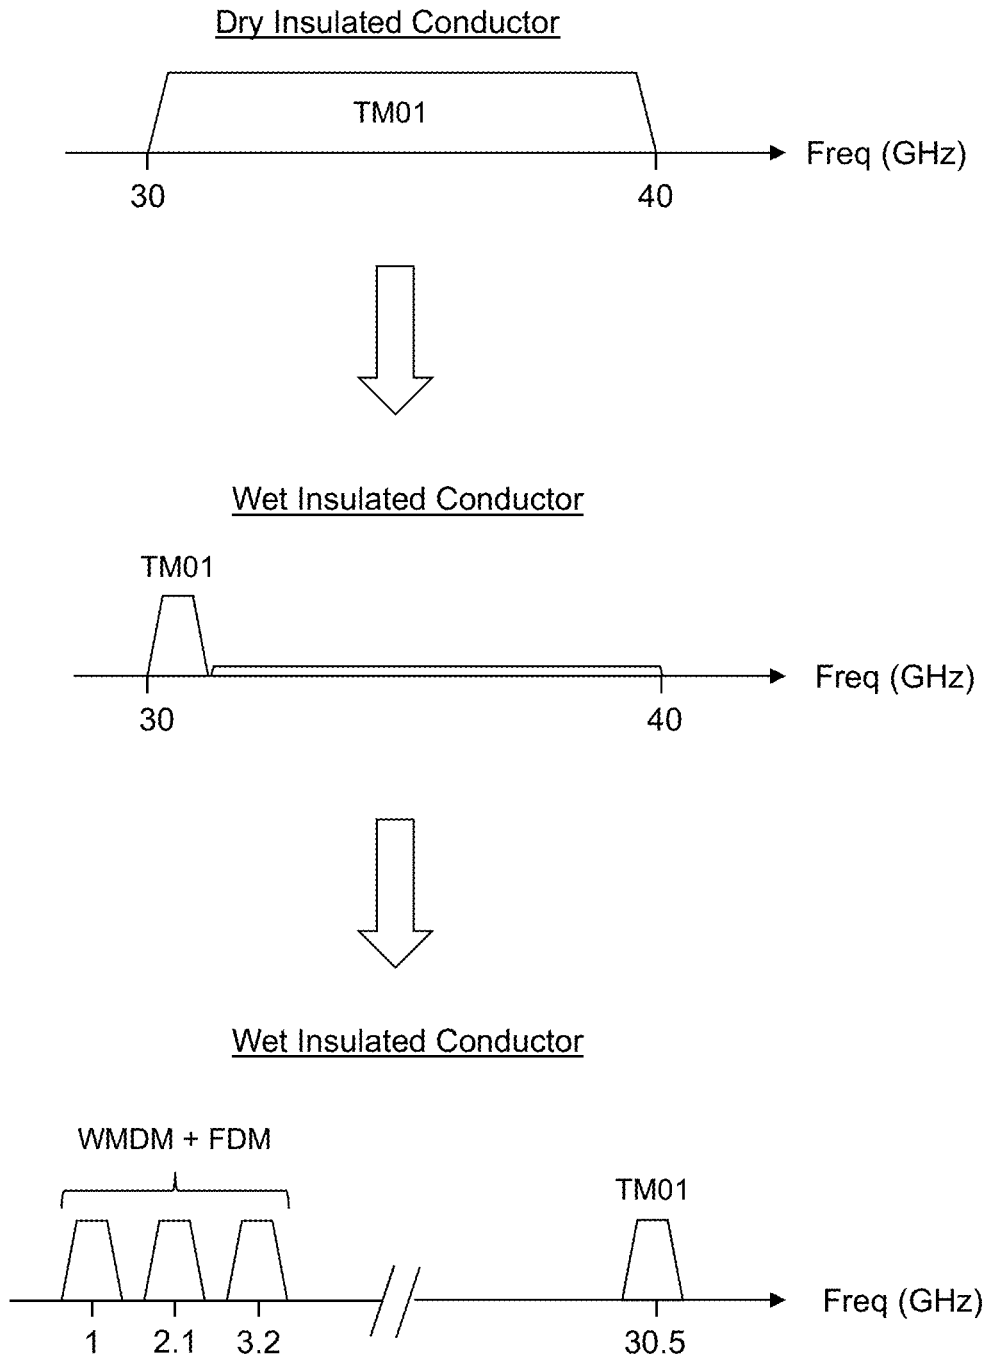 Dry Insulated Conductor
TM01
Freq (GHz)
30 40
Wet Insulated Conductor
TM01
Freq (GHz)
30 40
Wet Insulated Conductor
WMDM + FDM
TM01
Freq (GHz)
1 2.1 3.2 30.5